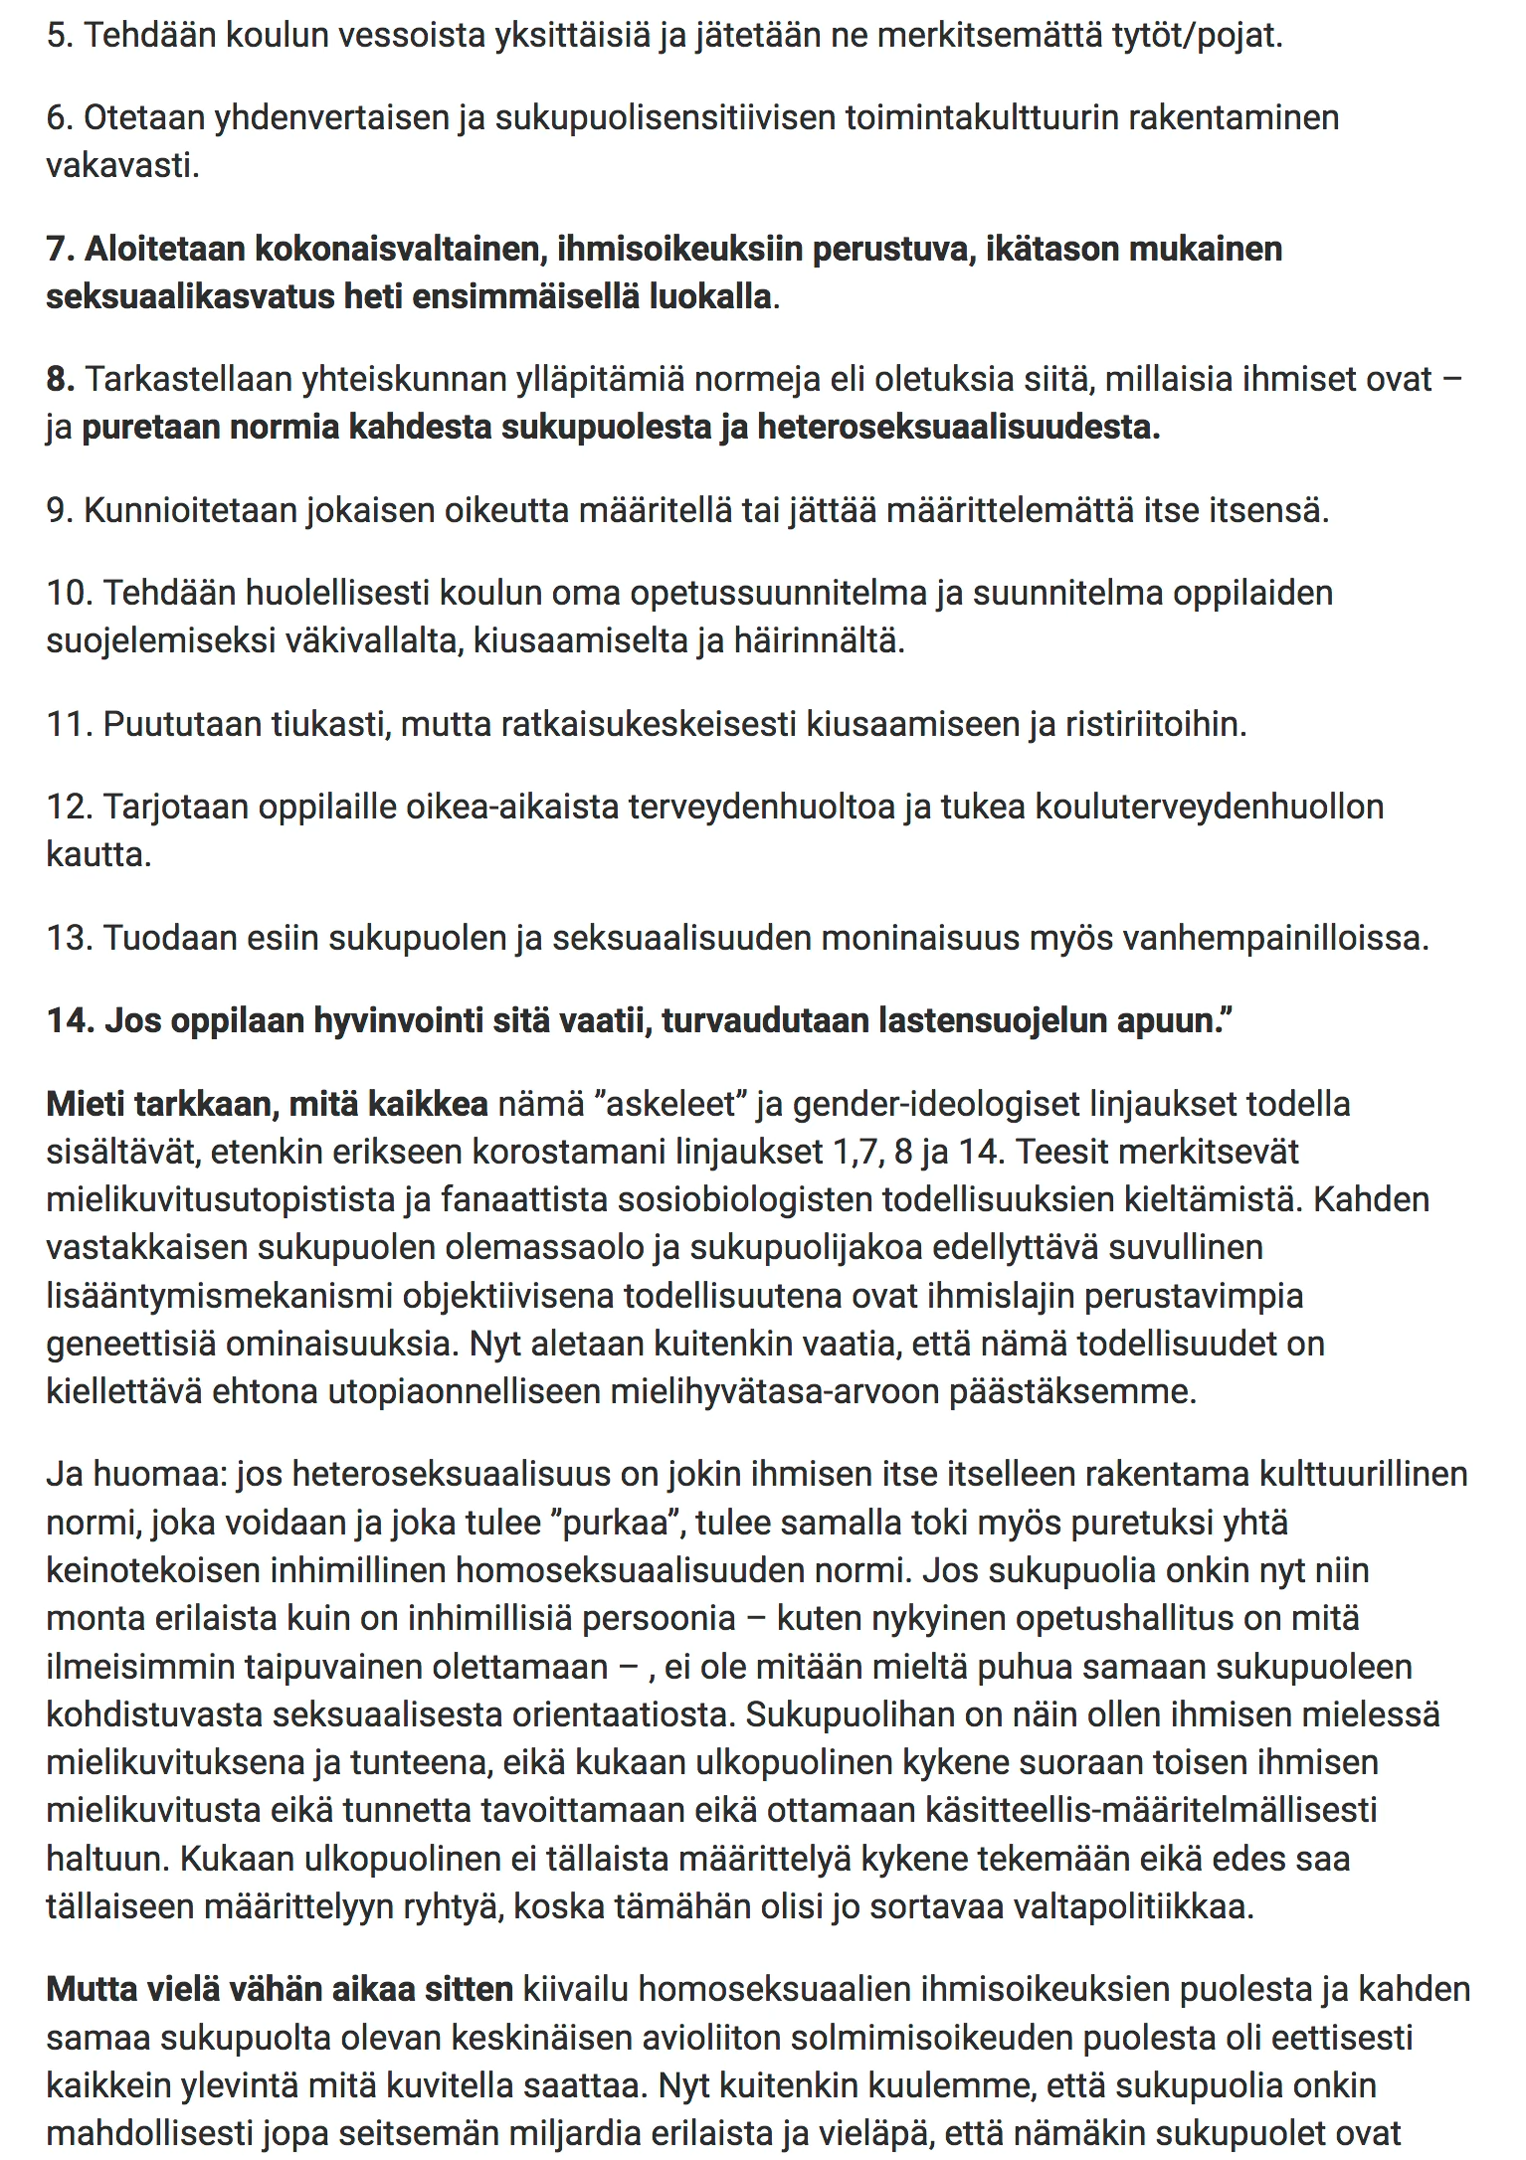 5. Tehdään koulun vessoista yksittäisiä ja jätetään ne merkitsemättä tytöt/pojat.
6. Otetaan yhdenvertaisen ja sukupuolisensitiivisen toimintakulttuurin rakentaminen
vakavasti.
7. Aloitetaan kokonaisvaltainen, ihmisoikeuksiin perustuva, ikätason mukainen
seksuaalikasvatus heti ensimmäisellä luokalla.
8. Tarkastellaan yhteiskunnan ylläpitämiä normeja eli oletuksia siitä, millaisia ihmiset ovat –
ja puretaan normia kahdesta sukupuolesta ja heteroseksuaalisuudesta.
9. Kunnioitetaan jokaisen oikeutta määritellä tai jättää määrittelemättä itse itsensä.
10. Tehdään huolellisesti koulun oma opetussuunnitelma ja suunnitelma oppilaiden
suojelemiseksi väkivallalta, kiusaamiselta ja häirinnältä.
11. Puututaan tiukasti, mutta ratkaisukeskeisesti kiusaamiseen ja ristiriitoihin.
12. Tarjotaan oppilaille oikea-aikaista terveydenhuoltoa ja tukea kouluterveydenhuollon
kautta.
13. Tuodaan esiin sukupuolen ja seksuaalisuuden moninaisuus myös vanhempainilloissa.
14. Jos oppilaan hyvinvointi sitä vaatii, turvaudutaan lastensuojelun apuun.”
Mieti tarkkaan, mitä kaikkea nämä ”askeleet” ja gender-ideologiset linjaukset todella
sisältävät, etenkin erikseen korostamani linjaukset 1,7, 8 ja 14. Teesit merkitsevät
mielikuvitusutopistista ja fanaattista sosiobiologisten todellisuuksien kieltämistä. Kahden
vastakkaisen sukupuolen olemassaolo ja sukupuolijakoa edellyttävä suvullinen
lisääntymismekanismi objektiivisena todellisuutena ovat ihmislajin perustavimpia
geneettisiä ominaisuuksia. Nyt aletaan kuitenkin vaatia, että nämä todellisuudet on
kiellettävä ehtona utopiaonnelliseen mielihyvätasa-arvoon päästäksemme.
Ja huomaa: jos heteroseksuaalisuus on jokin ihmisen itse itselleen rakentama kulttuurillinen
normi, joka voidaan ja joka tulee ”purkaa”, tulee samalla toki myös puretuksi yhtä
keinotekoisen inhimillinen homoseksuaalisuuden normi. Jos sukupuolia onkin nyt niin
monta erilaista kuin on inhimillisiä persoonia – kuten nykyinen opetushallitus on mitä
ilmeisimmin taipuvainen olettamaan – , ei ole mitään mieltä puhua samaan sukupuoleen
kohdistuvasta seksuaalisesta orientaatiosta. Sukupuolihan on näin ollen ihmisen mielessä
mielikuvituksena ja tunteena, eikä kukaan ulkopuolinen kykene suoraan toisen ihmisen
mielikuvitusta eikä tunnetta tavoittamaan eikä ottamaan käsitteellis-määritelmällisesti
haltuun. Kukaan ulkopuolinen ei tällaista määrittelyä kykene tekemään eikä edes saa
tällaiseen määrittelyyn ryhtyä, koska tämähän olisi jo sortavaa valtapolitiikkaa.
Mutta vielä vähän aikaa sitten kiivailu homoseksuaalien ihmisoikeuksien puolesta ja kahden
samaa sukupuolta olevan keskinäisen avioliiton solmimisoikeuden puolesta oli eettisesti
kaikkein ylevintä mitä kuvitella saattaa. Nyt kuitenkin kuulemme, että sukupuolia onkin
mahdollisesti jopa seitsemän miljardia erilaista ja vieläpä, että nämäkin sukupuolet ovat